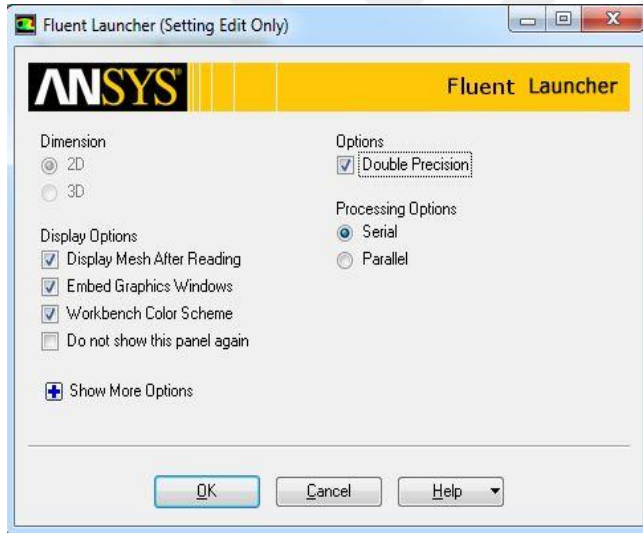 Fluent Launcher (Setting Edit Only)
ANSYS
Fluent Launcher
Dimension
2D
3D
Display Options
Display Mesh After Reading
Embed Graphics Windows
Workbench Color Scheme
Do not show this panel again
Show More Options
Options
Double Precision
Processing Options
Serial
Parallel
OK
Cancel
Help